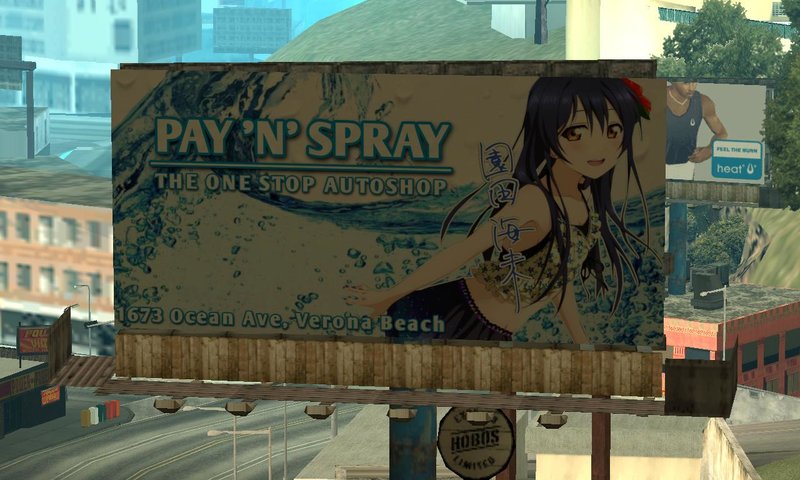 PAY 'N' SPRAY
THE ONE STOP AUTOSHOP
園田海未
1673 Ocean Ave, Verona Beach
FEEL THE BURN
heat
HOBOS
LIMITED